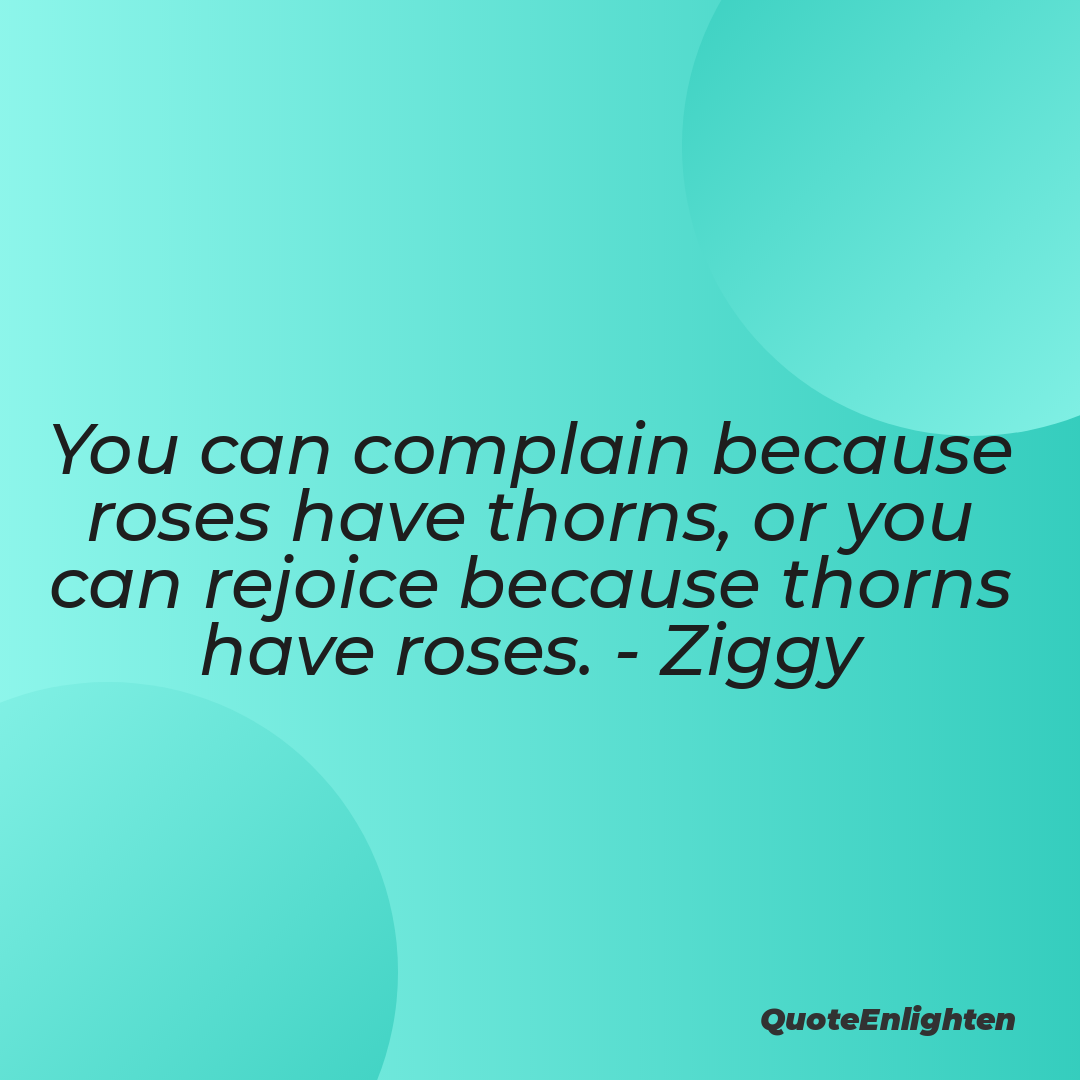 You can complain because
roses have thorns, or you
can rejoice because thorns
have roses. - Ziggy
QuoteEnlighten